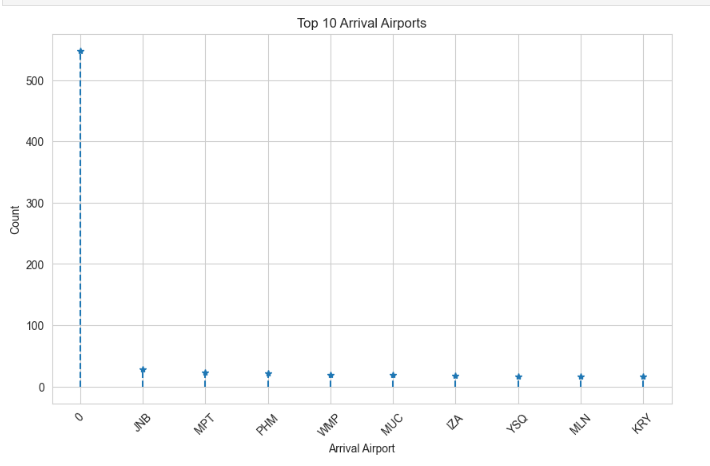 Top 10 Arrival Airports
500
400
300
200
100
0
Count
0 JNB MPT PHM WMP MUC IZA YSQ MLN KRY
Arrival Airport